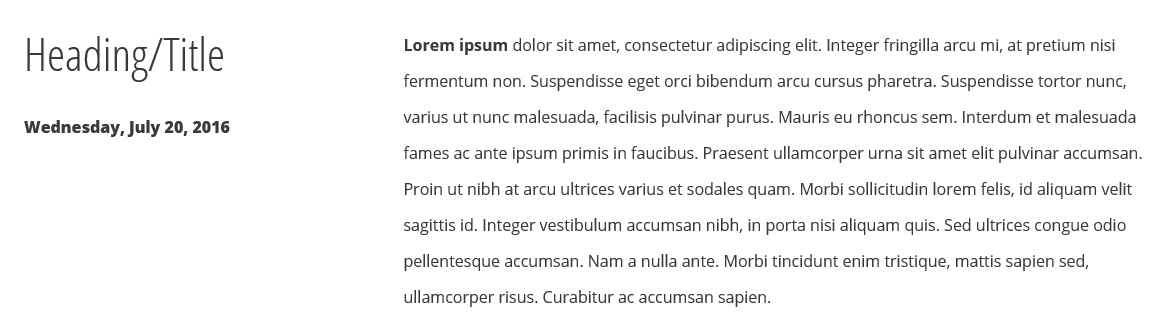 Heading/Title
Wednesday, July 20, 2016
Lorem ipsum dolor sit amet, consectetur adipiscing elit. Integer fringilla arcu mi, at pretium nisi
fermentum non. Suspendisse eget orci bibendum arcu cursus pharetra. Suspendisse tortor nunc,
varius ut nunc malesuada, facilisis pulvinar purus. Mauris eu rhoncus sem. Interdum et malesuada
fames ac ante ipsum primis in faucibus. Praesent ullamcorper urna sit amet elit pulvinar accumsan.
Proin ut nibh at arcu ultrices varius et sodales quam. Morbi sollicitudin lorem felis, id aliquam velit
sagittis id. Integer vestibulum accumsan nibh, in porta nisi aliquam quis. Sed ultrices congue odio
pellentesque accumsan. Nam a nulla ante. Morbi tincidunt enim tristique, mattis sapien sed,
ullamcorper risus. Curabitur ac accumsan sapien.